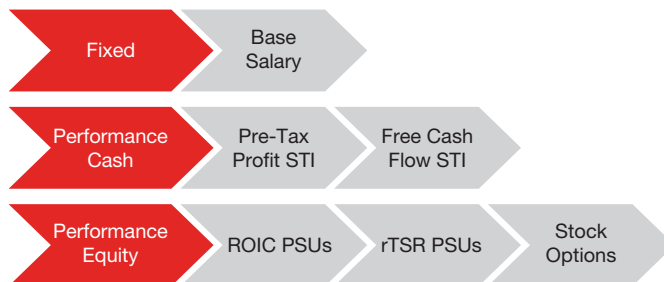 Fixed
Base
Salary
Performance
Cash
Pre-Tax
Profit STI
Free Cash
Flow STI
Performance
Equity
ROIC PSUs
rTSR PSUs
Stock
Options